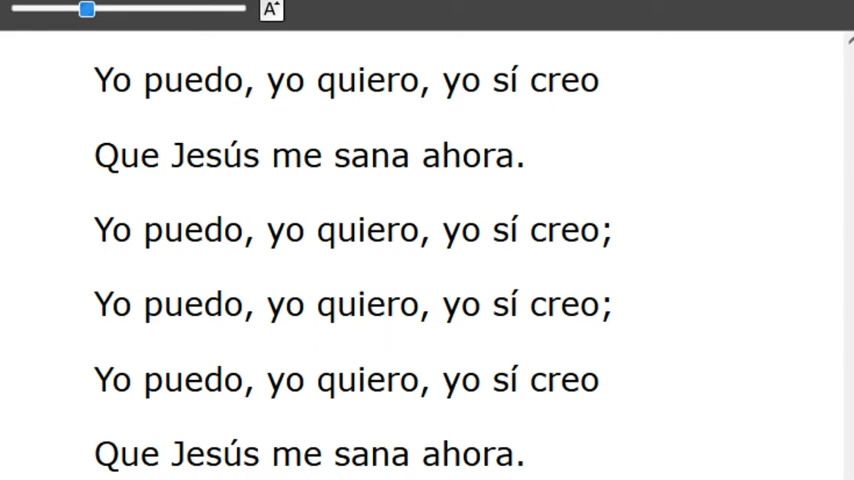 A
Yo puedo, yo quiero, yo sí creo
Que Jesús me sana ahora.
Yo puedo, yo quiero, yo sí creo;
Yo puedo, yo quiero, yo sí creo;
Yo puedo, yo quiero, yo sí creo
Que Jesús me sana ahora.